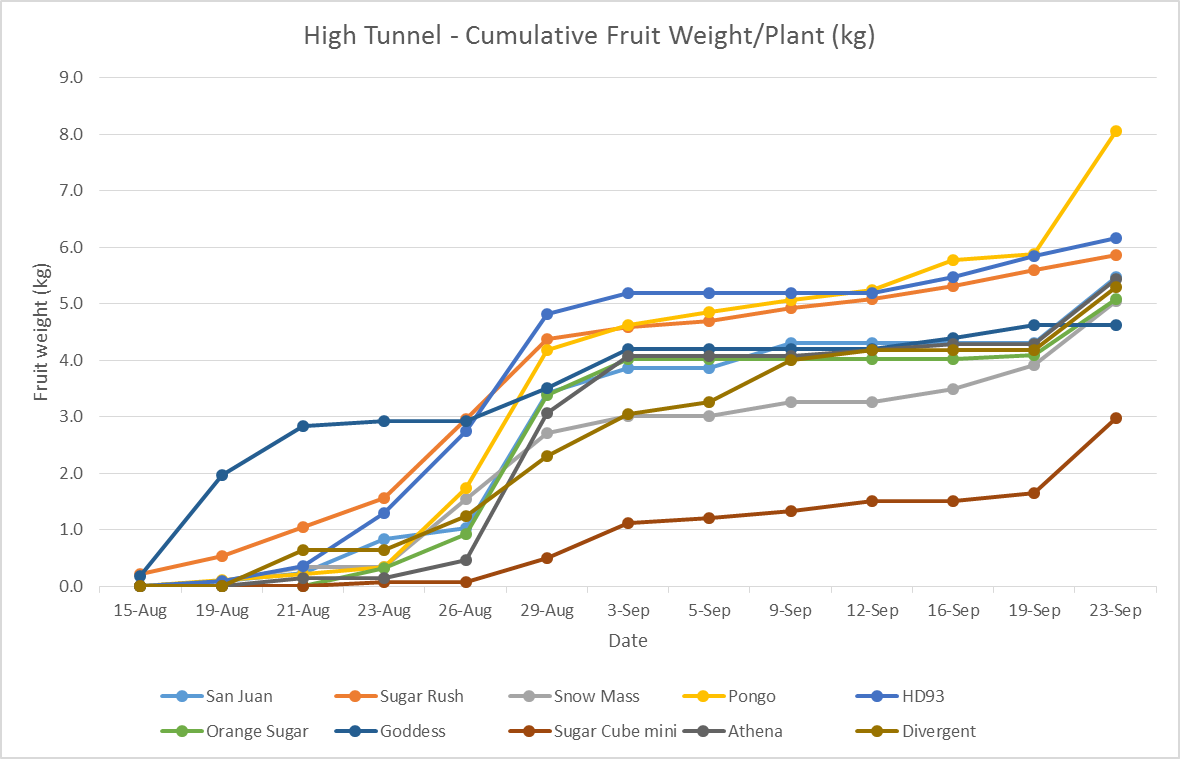 High Tunnel - Cumulative Fruit Weight/Plant (kg)
9.0
8.0
7.0
6.0
5.0
4.0
3.0
2.0
1.0
0.0
Fruit weight (kg)
15-Aug 19-Aug 21-Aug 23-Aug 26-Aug 29-Aug 3-Sep 5-Sep 9-Sep 12-Sep 16-Sep 19-Sep 23-Sep
Date
San Juan Sugar Rush Snow Mass Pongo HD93
Orange Sugar Goddess Sugar Cube mini Athena Divergent